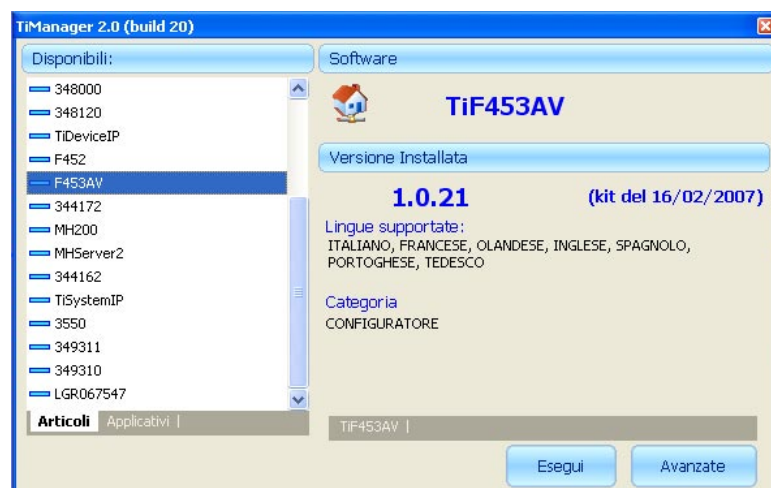 TiManager 2.0 (build 20)
Disponibili:
348000
348120
TiDeviceIP
F452
F453AV
344172
MH200
MHServer2
344162
TiSystemIP
3550
349311
349310
LGR067547
Articoli
Applicativi
Software
TiF453AV
Versione Installata
1.0.21
(kit del 16/02/2007)
Lingue supportate:
ITALIANO, FRANCESE, OLANDESE, INGLESE, SPAGNOLO,
PORTOGHESE, TEDESCO
Categoria
CONFIGURATORE
TiF453AV
Esegui
Avanzate